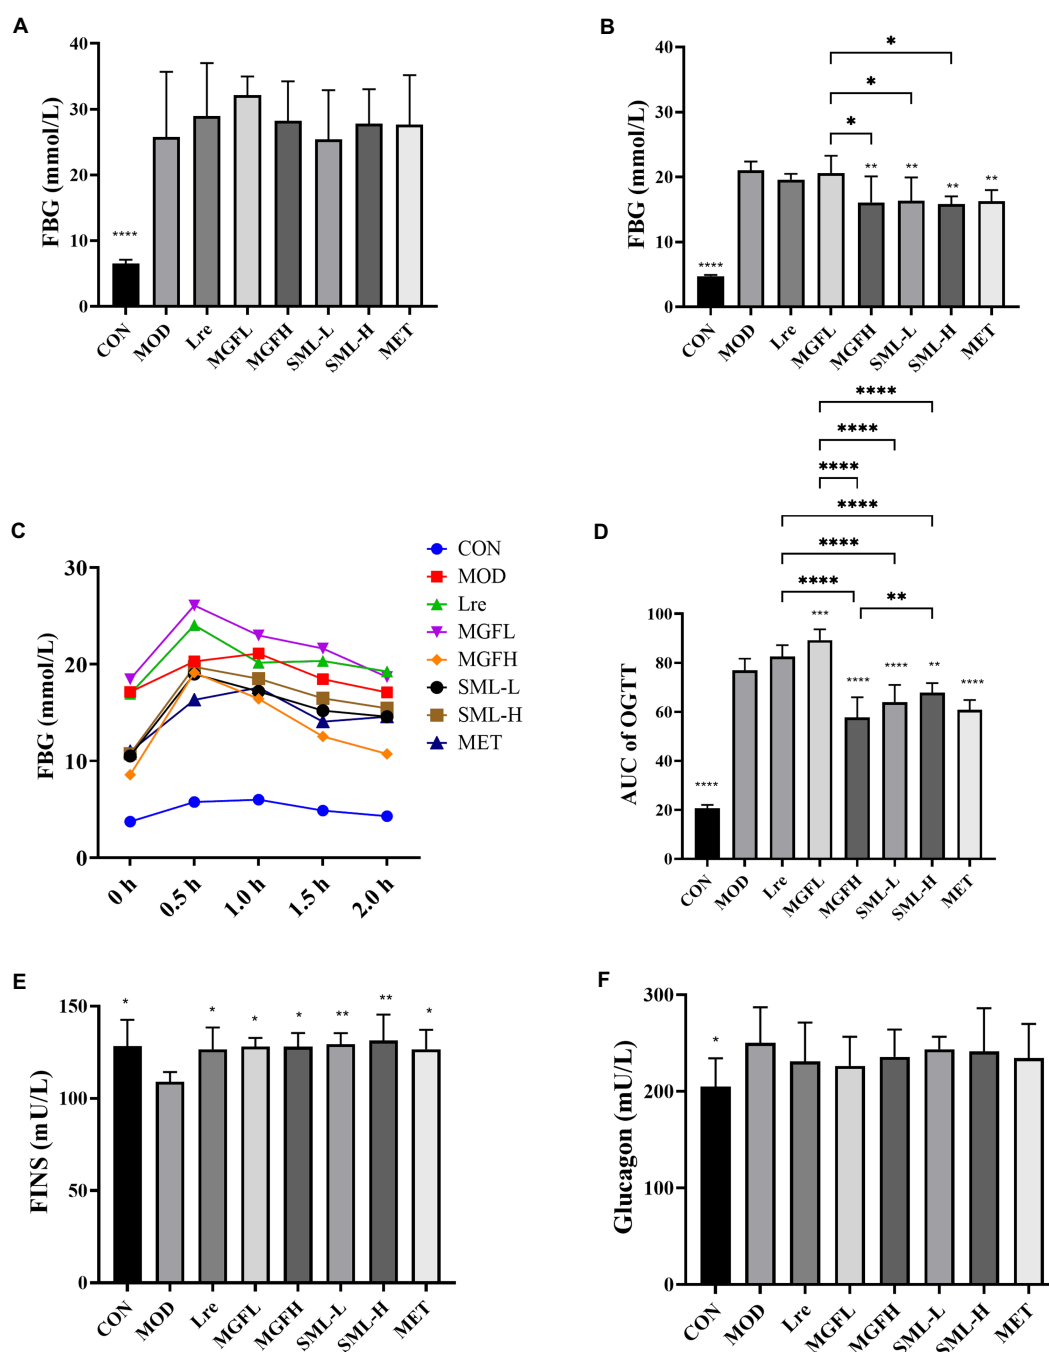 A
FBG (mmol/L)
40
30
20
10
0
****
CON
MOD
Lre
MGFL
MGFH
SML-L
SML-H
MET
B
FBG (mmol/L)
40
30
20
10
0
*
*
*
****
**
**
**
**
CON
MOD
Lre
MGFL
MGFH
SML-L
SML-H
MET
C
FBG (mmol/L)
30
20
10
0
0 h
0.5 h
1.0 h
1.5 h
2.0 h
CON
MOD
Lre
MGFL
MGFH
SML-L
SML-H
MET
D
AUC of OGTT
100
80
60
40
20
0
****
****
****
****
****
****
**
****
***
****
****
**
****
CON
MOD
Lre
MGFL
MGFH
SML-L
SML-H
MET
E
FINS (mU/L)
150
100
50
0
*
*
*
*
**
**
*
CON
MOD
Lre
MGFL
MGFH
SML-L
SML-H
MET
F
Glucagon (mU/L)
300
200
100
0
*
CON
MOD
Lre
MGFL
MGFH
SML-L
SML-H
MET